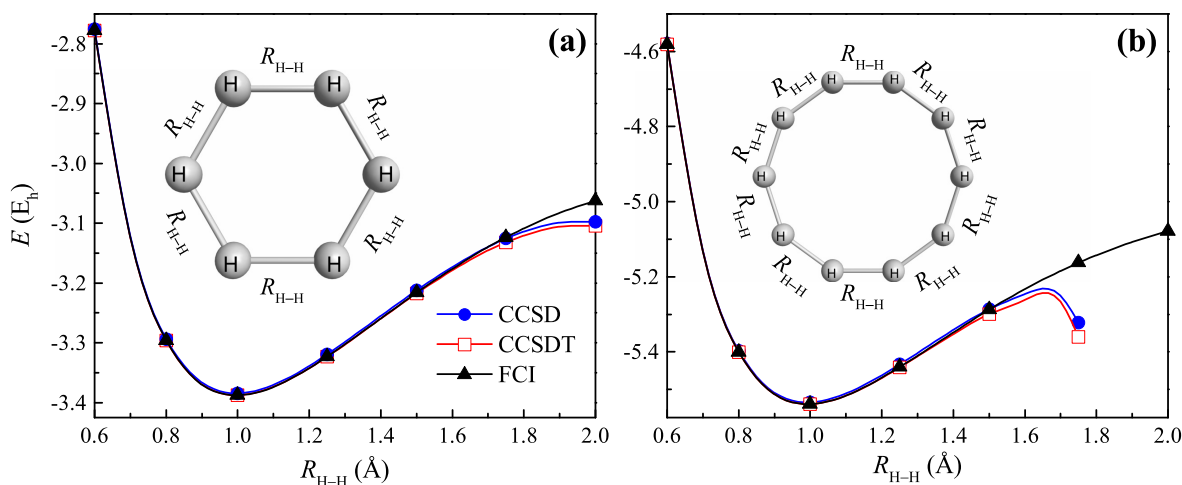 (a)
R_H–H
R_H–H
R_H–H
R_H–H
R_H–H
R_H–H
H
H
H
H
H
H
CCSD
CCSDT
FCI
E (E_h)
-2.8
-2.9
-3.0
-3.1
-3.2
-3.3
-3.4
0.6 0.8 1.0 1.2 1.4 1.6 1.8 2.0
R_H–H (Å)
(b)
R_H–H
R_H–H
R_H–H
R_H–H
R_H–H
R_H–H
R_H–H
R_H–H
R_H–H
R_H–H
H
H
H
H
H
H
H
H
H
H
-4.6
-4.8
-5.0
-5.2
-5.4
0.6 0.8 1.0 1.2 1.4 1.6 1.8 2.0
R_H–H (Å)